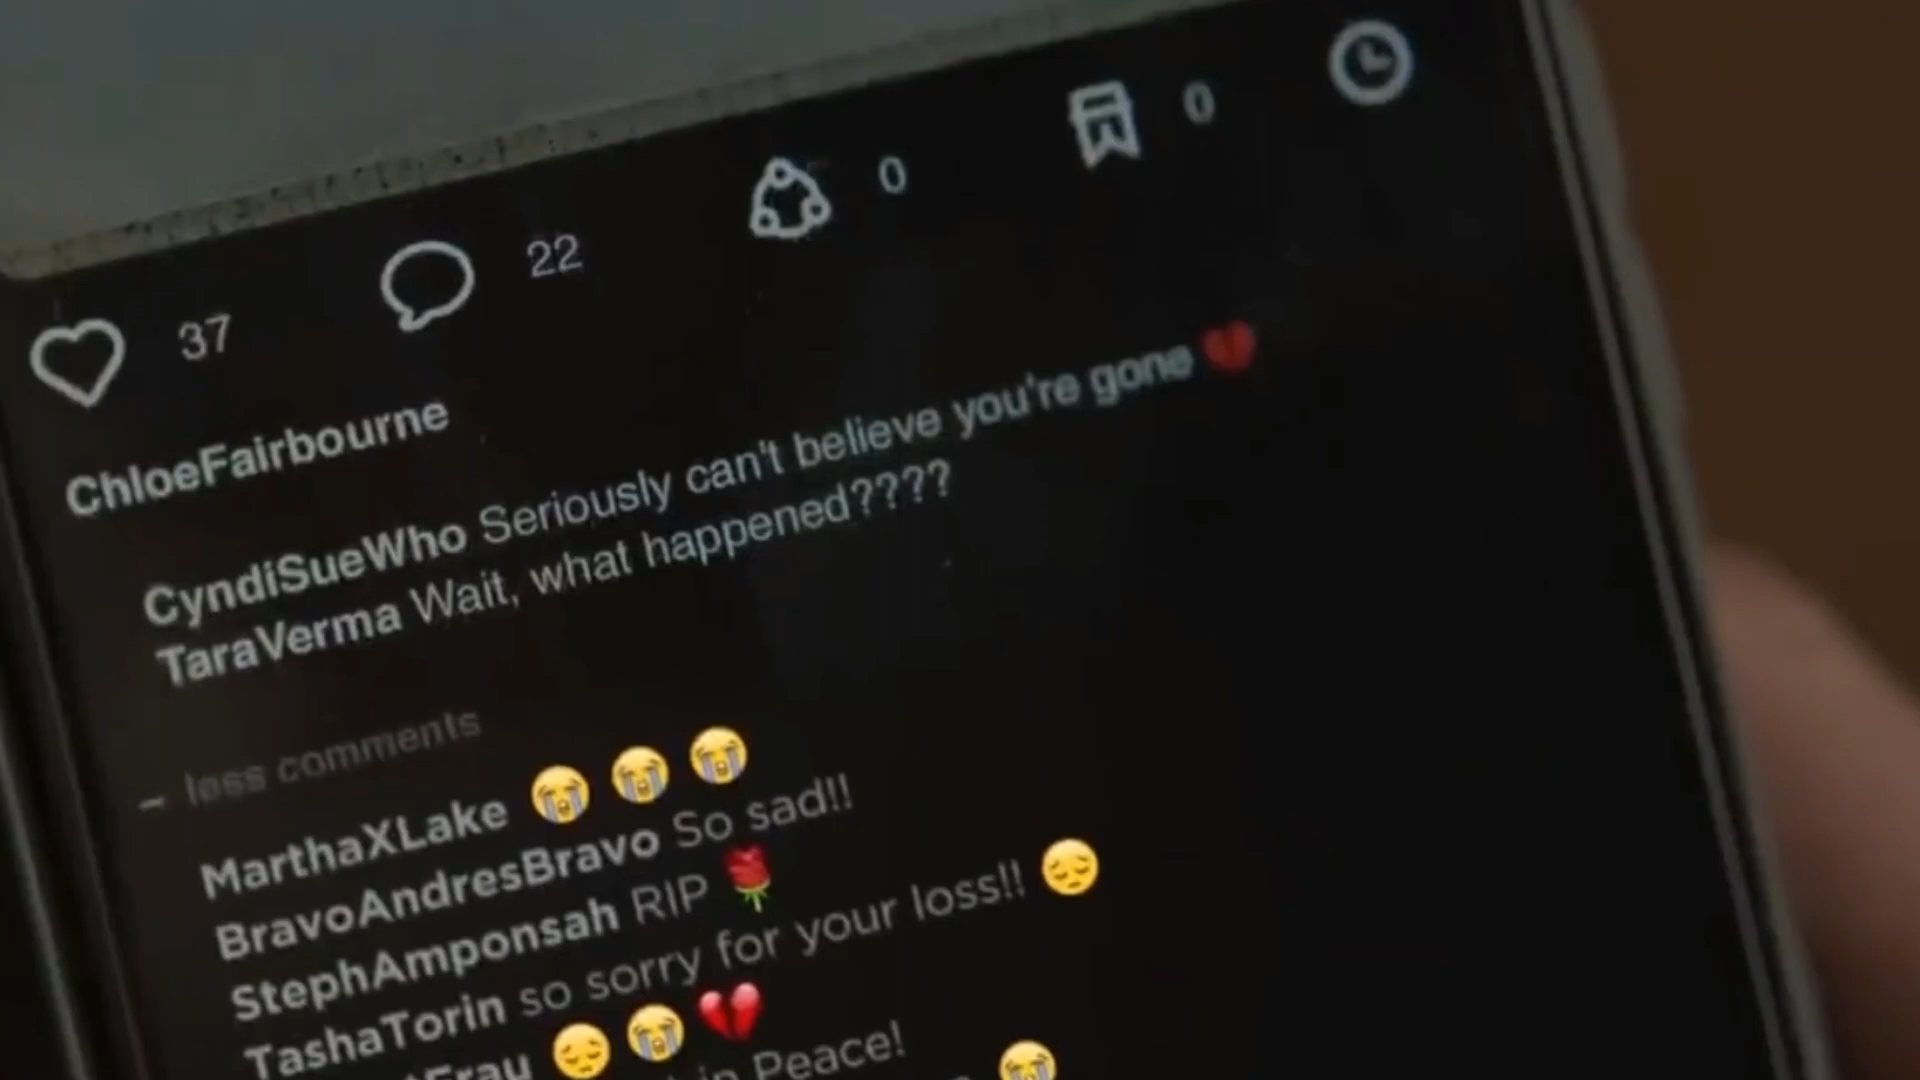 37 22 0 0
ChloeFairbourne
CyndiSueWho Seriously can't believe you're gone 💔
TaraVerma Wait, what happened????
– less comments
MarthaXLake 😭 😭 😭
BravoAndresBravo So sad!!
StephAmponsah RIP 🌹
TashaTorin so sorry for your loss!! 😔
😔 😭 💔
in Peace!
😭